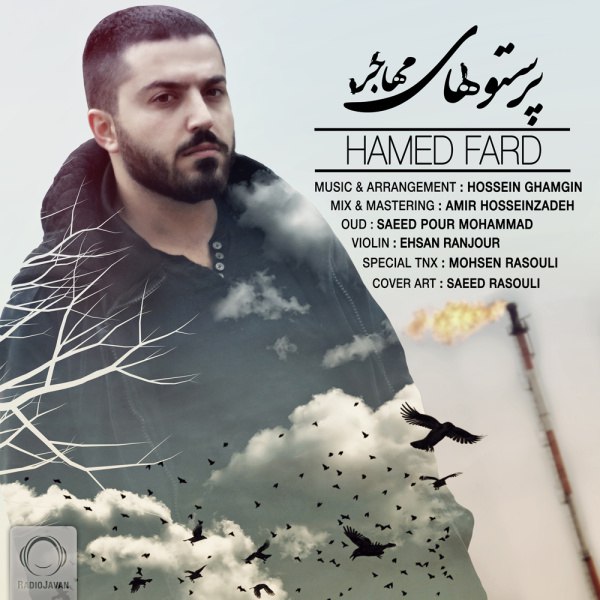 پرستوهای مهاجر
HAMED FARD
MUSIC & ARRANGEMENT : HOSSEIN GHAMGIN
MIX & MASTERING : AMIR HOSSEINZADEH
OUD : SAEED POUR MOHAMMAD
VIOLIN : EHSAN RANJOUR
SPECIAL TNX : MOHSEN RASOULI
COVER ART : SAEED RASOULI
RADIOJAVAN